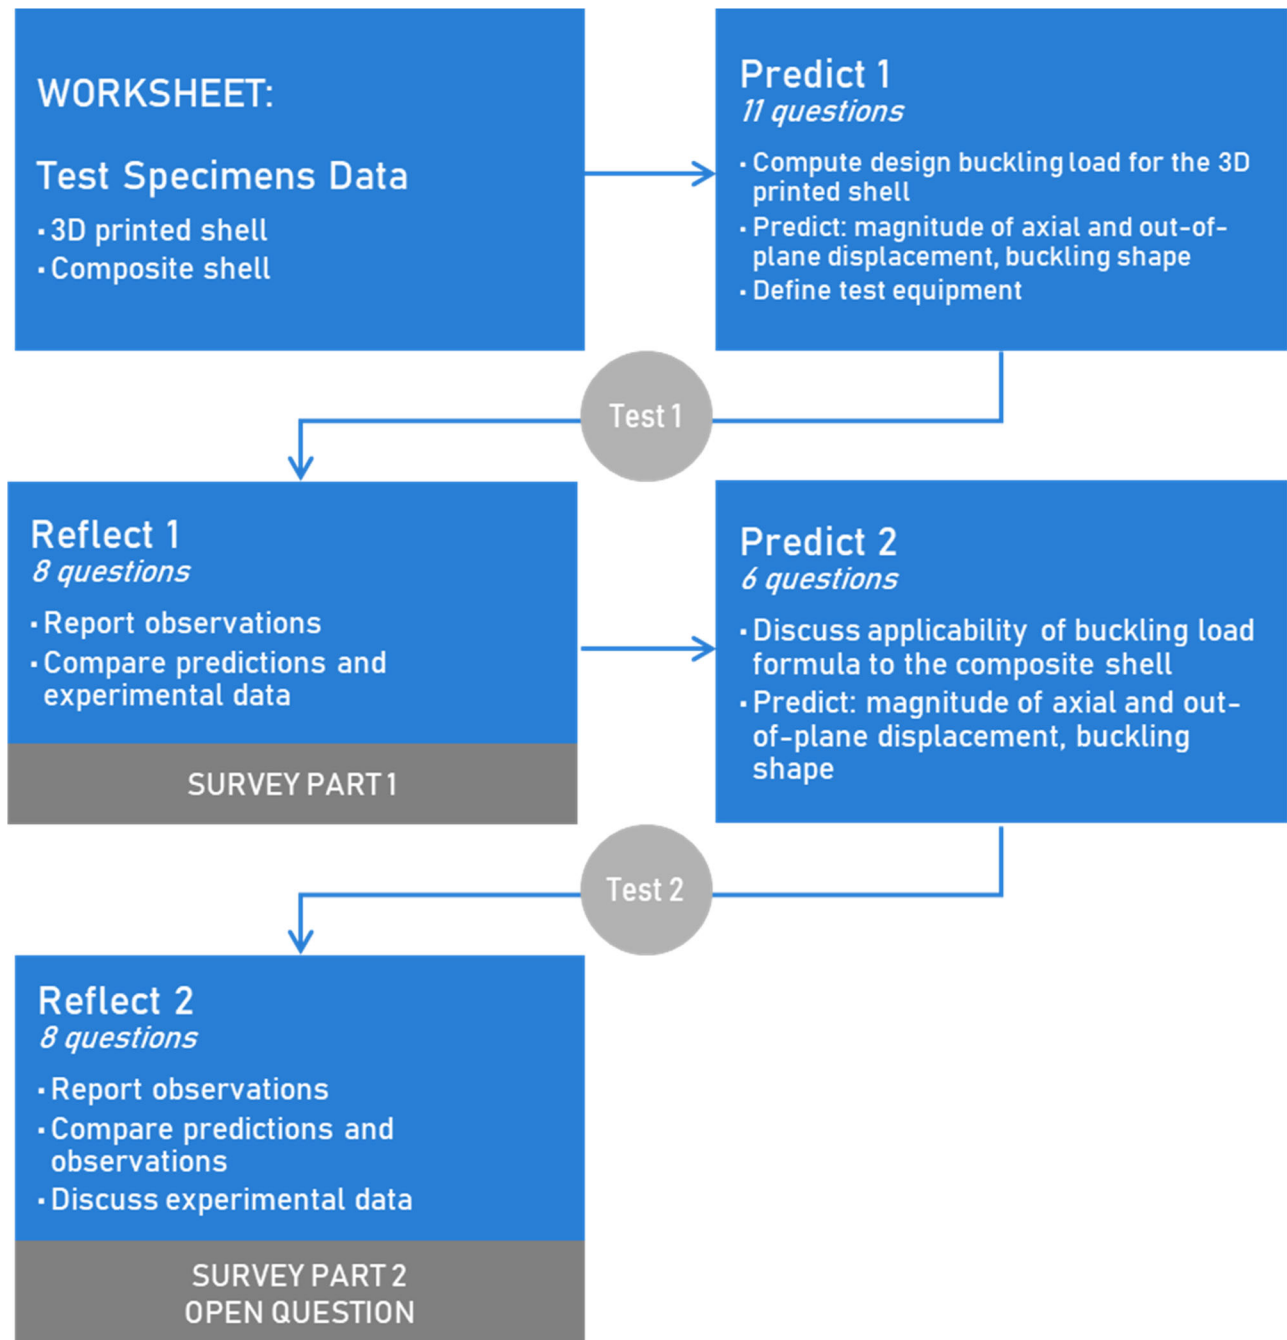 WORKSHEET:
Test Specimens Data
▪ 3D printed shell
▪ Composite shell
Predict 1
11 questions
▪ Compute design buckling load for the 3D
printed shell
▪ Predict: magnitude of axial and out-of-
plane displacement, buckling shape
▪ Define test equipment
Test 1
Reflect 1
8 questions
▪ Report observations
▪ Compare predictions and
experimental data
SURVEY PART 1
Predict 2
6 questions
▪ Discuss applicability of buckling load
formula to the composite shell
▪ Predict: magnitude of axial and out-
of-plane displacement, buckling
shape
Test 2
Reflect 2
8 questions
▪ Report observations
▪ Compare predictions and
observations
▪ Discuss experimental data
SURVEY PART 2
OPEN QUESTION